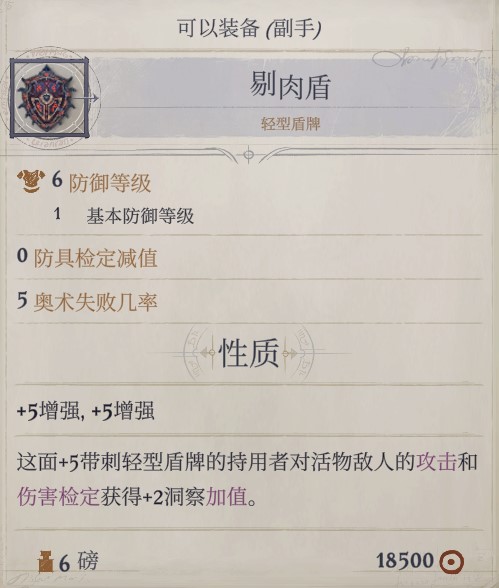 可以装备 (副手)
剔肉盾
轻型盾牌
6 防御等级
1 基本防御等级
0 防具检定减值
5 奥术失败几率
性质
+5增强, +5增强
这面+5带刺轻型盾牌的持用者对活物敌人的攻击和
伤害检定获得+2洞察加值。
6 磅
18500